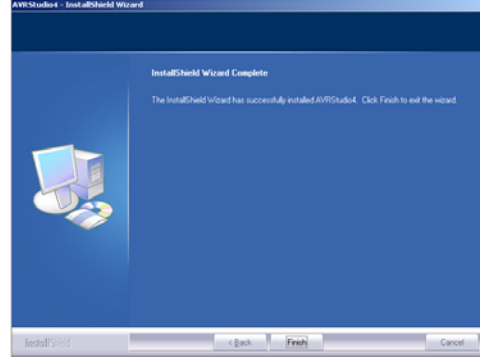 AVRStudio4 - InstallShield Wizard
InstallShield Wizard Complete
The InstallShield Wizard has successfully installed AVRStudio4. Click Finish to exit the wizard.
InstallShield
< Back
Finish
Cancel